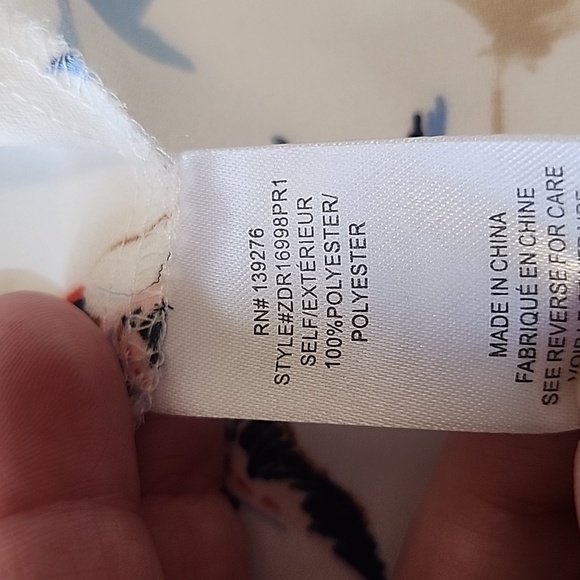 RN# 139276
STYLE#ZDR16998PR1
SELF/EXTÉRIEUR
100%POLYESTER/
POLYESTER
MADE IN CHINA
FABRIQUÉ EN CHINE
SEE REVERSE FOR CARE